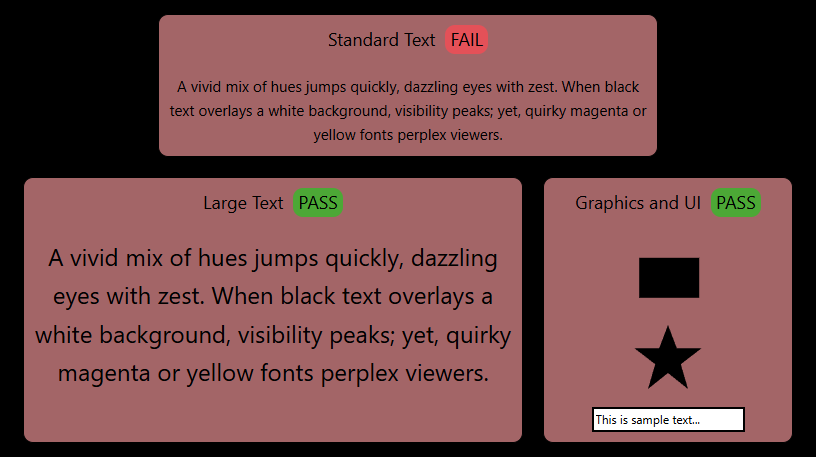 Standard Text FAIL
A vivid mix of hues jumps quickly, dazzling eyes with zest. When black
text overlays a white background, visibility peaks; yet, quirky magenta or
yellow fonts perplex viewers.
Large Text PASS
A vivid mix of hues jumps quickly, dazzling
eyes with zest. When black text overlays a
white background, visibility peaks; yet, quirky
magenta or yellow fonts perplex viewers.
Graphics and UI PASS
This is sample text...